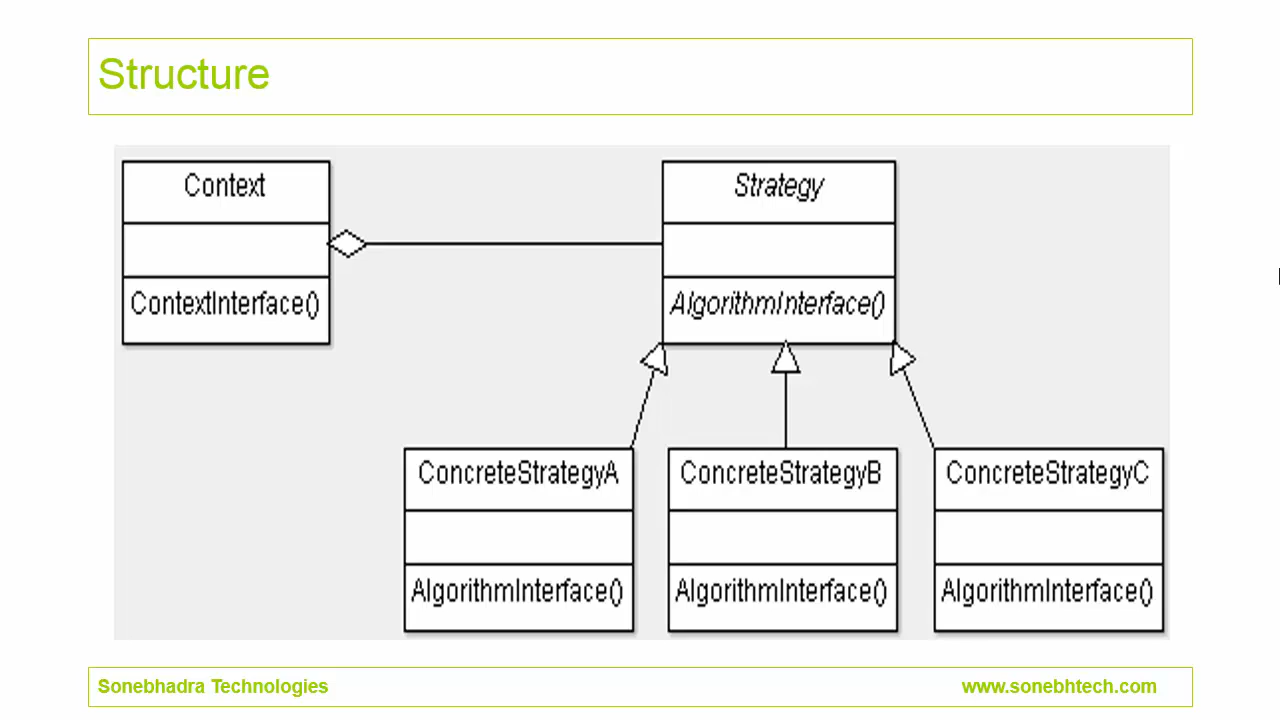 Structure
Context
ContextInterface()
Strategy
AlgorithmInterface()
ConcreteStrategyA
AlgorithmInterface()
ConcreteStrategyB
AlgorithmInterface()
ConcreteStrategyC
AlgorithmInterface()
Sonebhadra Technologies
www.sonebhtech.com